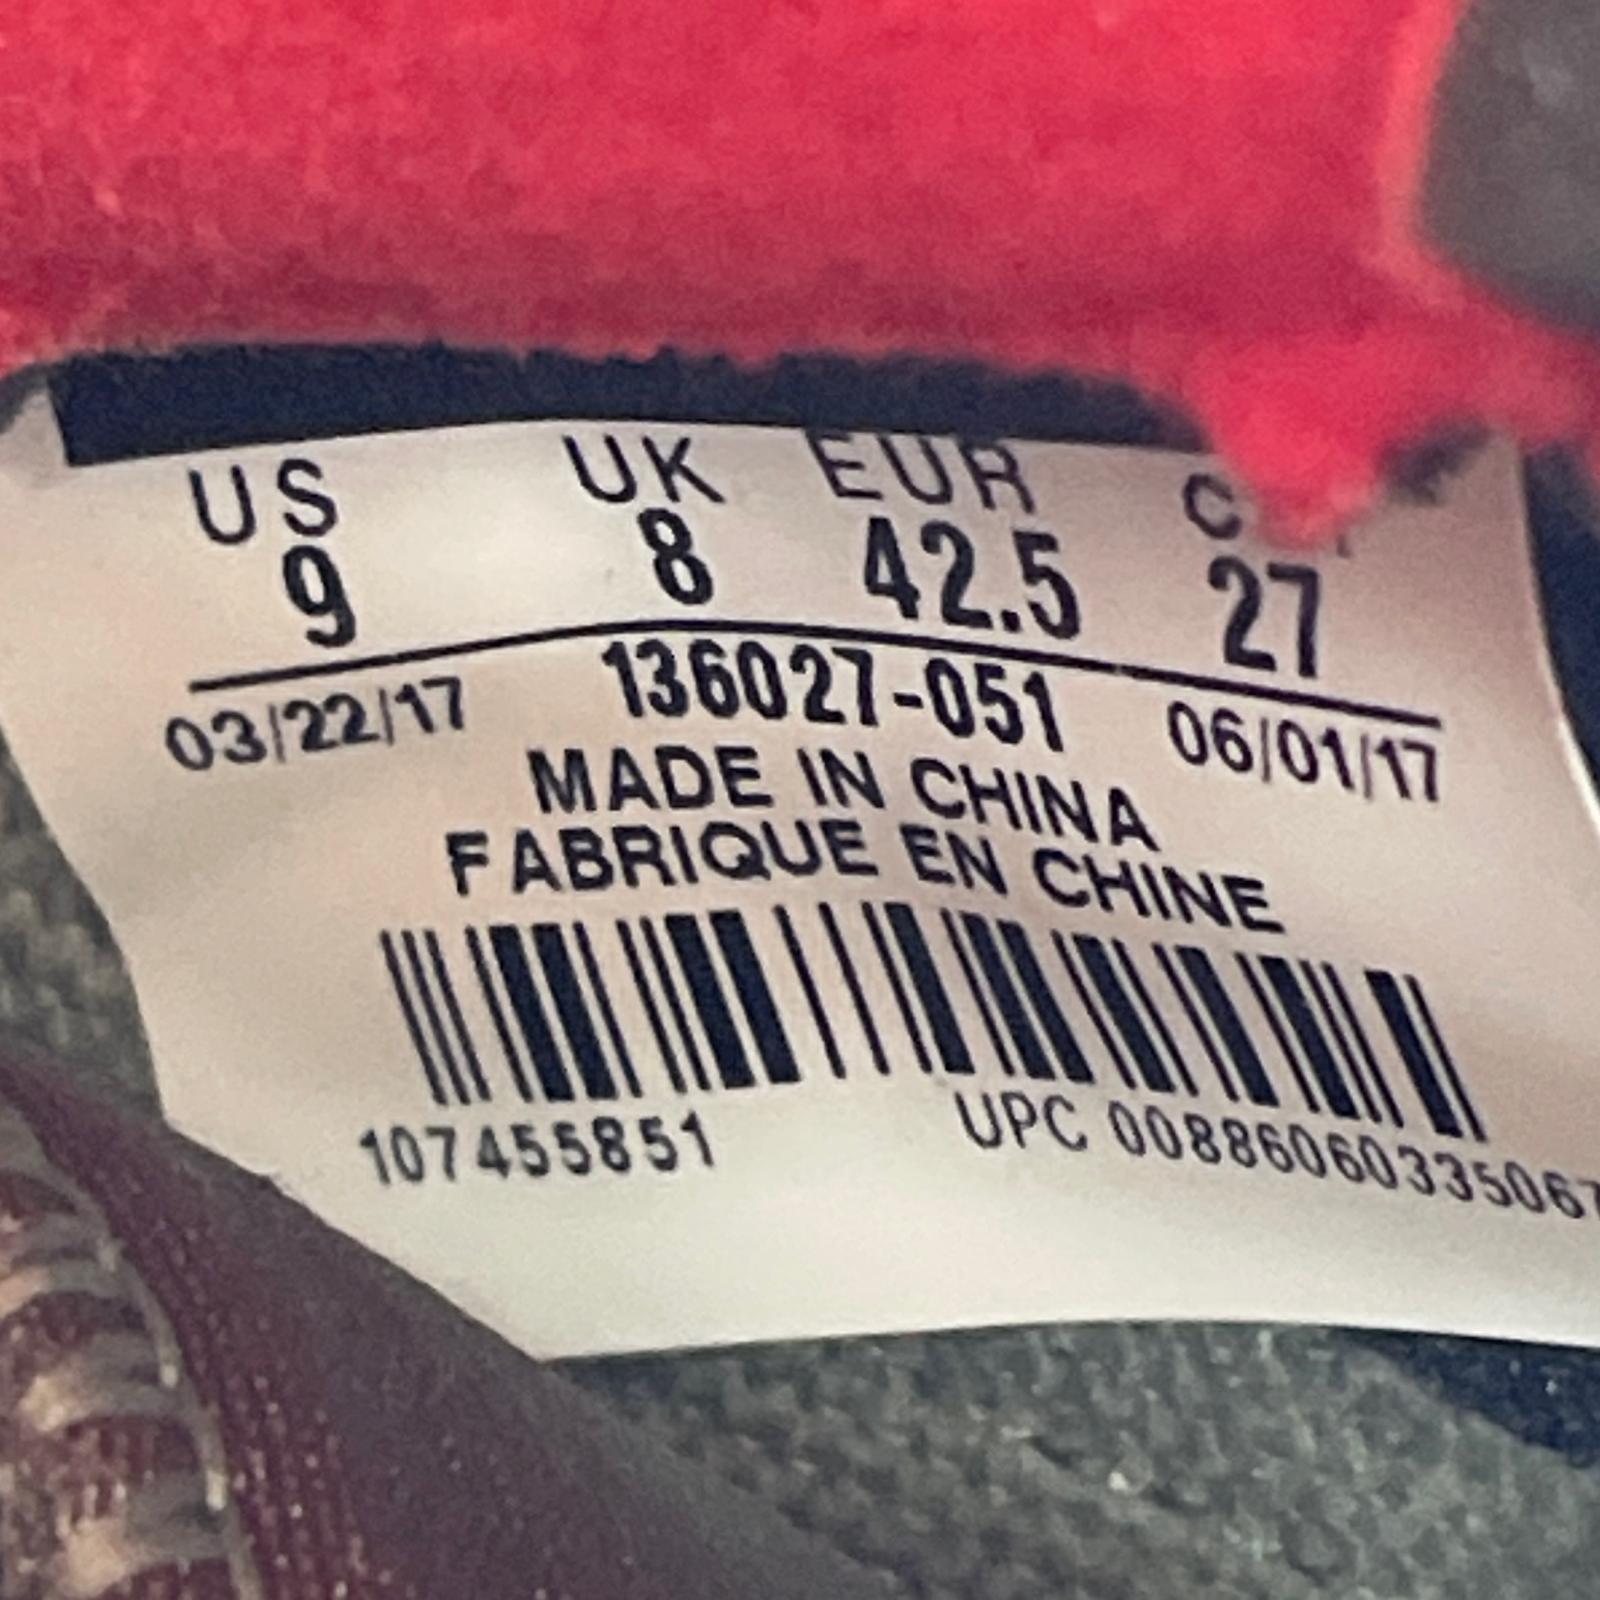 US UK EUR
9 8 42.5 27
03/22/17 136027-051 06/01/17
MADE IN CHINA
FABRIQUE EN CHINE
107455851 UPC 00886060335067